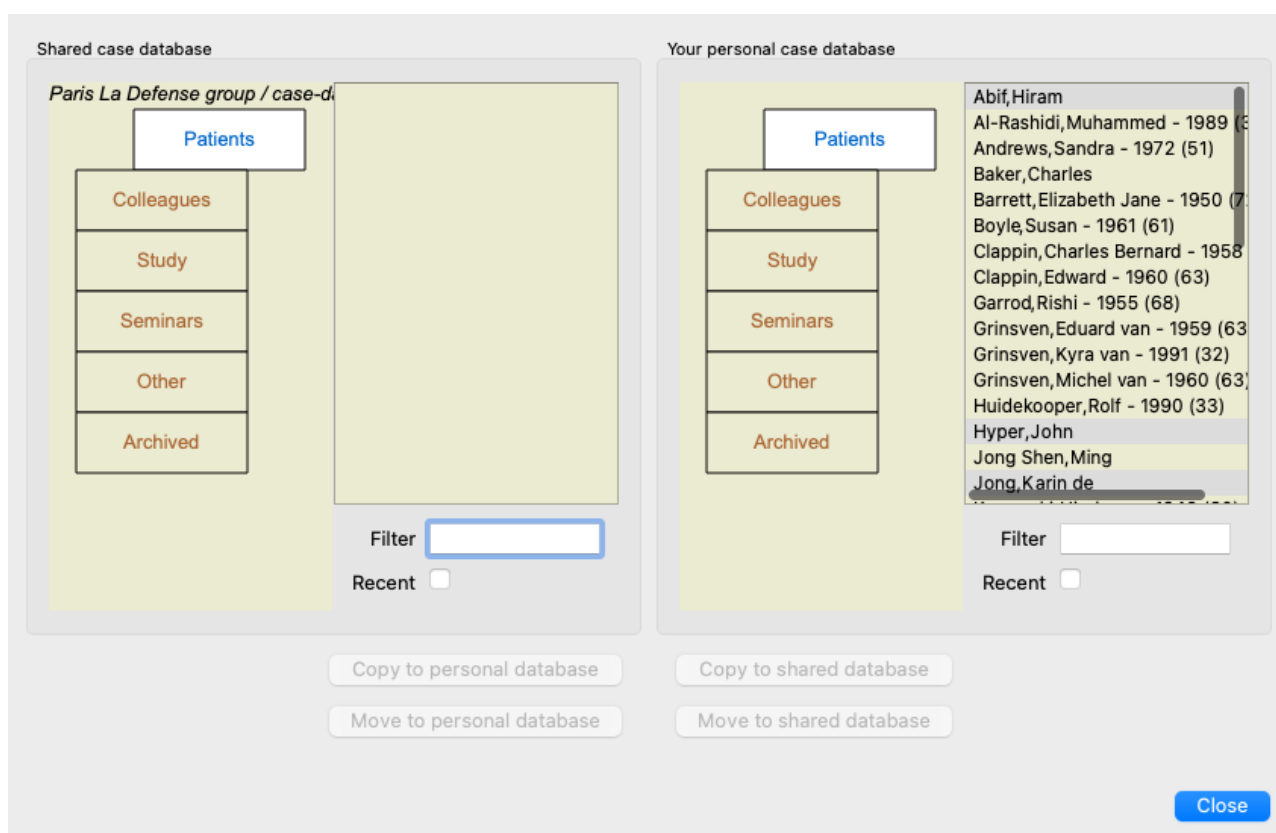 Shared case database
Paris La Defense group / case-da
Patients
Colleagues
Study
Seminars
Other
Archived
Filter
Recent
Copy to personal database
Move to personal database
Your personal case database
Patients
Colleagues
Study
Seminars
Other
Archived
Abif,Hiram
Al-Rashidi,Muhammed - 1989 (3
Andrews,Sandra - 1972 (51)
Baker,Charles
Barrett,Elizabeth Jane - 1950 (7
Boyle,Susan - 1961 (61)
Clappin,Charles Bernard - 1958
Clappin,Edward - 1960 (63)
Garrod,Rishi - 1955 (68)
Grinsven,Eduard van - 1959 (63
Grinsven,Kyra van - 1991 (32)
Grinsven,Michel van - 1960 (63)
Huidekooper,Rolf - 1990 (33)
Hyper,John
Jong Shen,Ming
Jong,Karin de
Filter
Recent
Copy to shared database
Move to shared database
Close